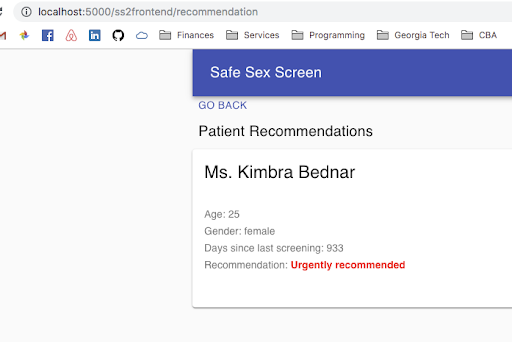 localhost:5000/ss2frontend/recommendation
Finances Services Programming Georgia Tech CBA
Safe Sex Screen
GO BACK
Patient Recommendations
Ms. Kimbra Bednar
Age: 25
Gender: female
Days since last screening: 933
Recommendation: Urgently recommended